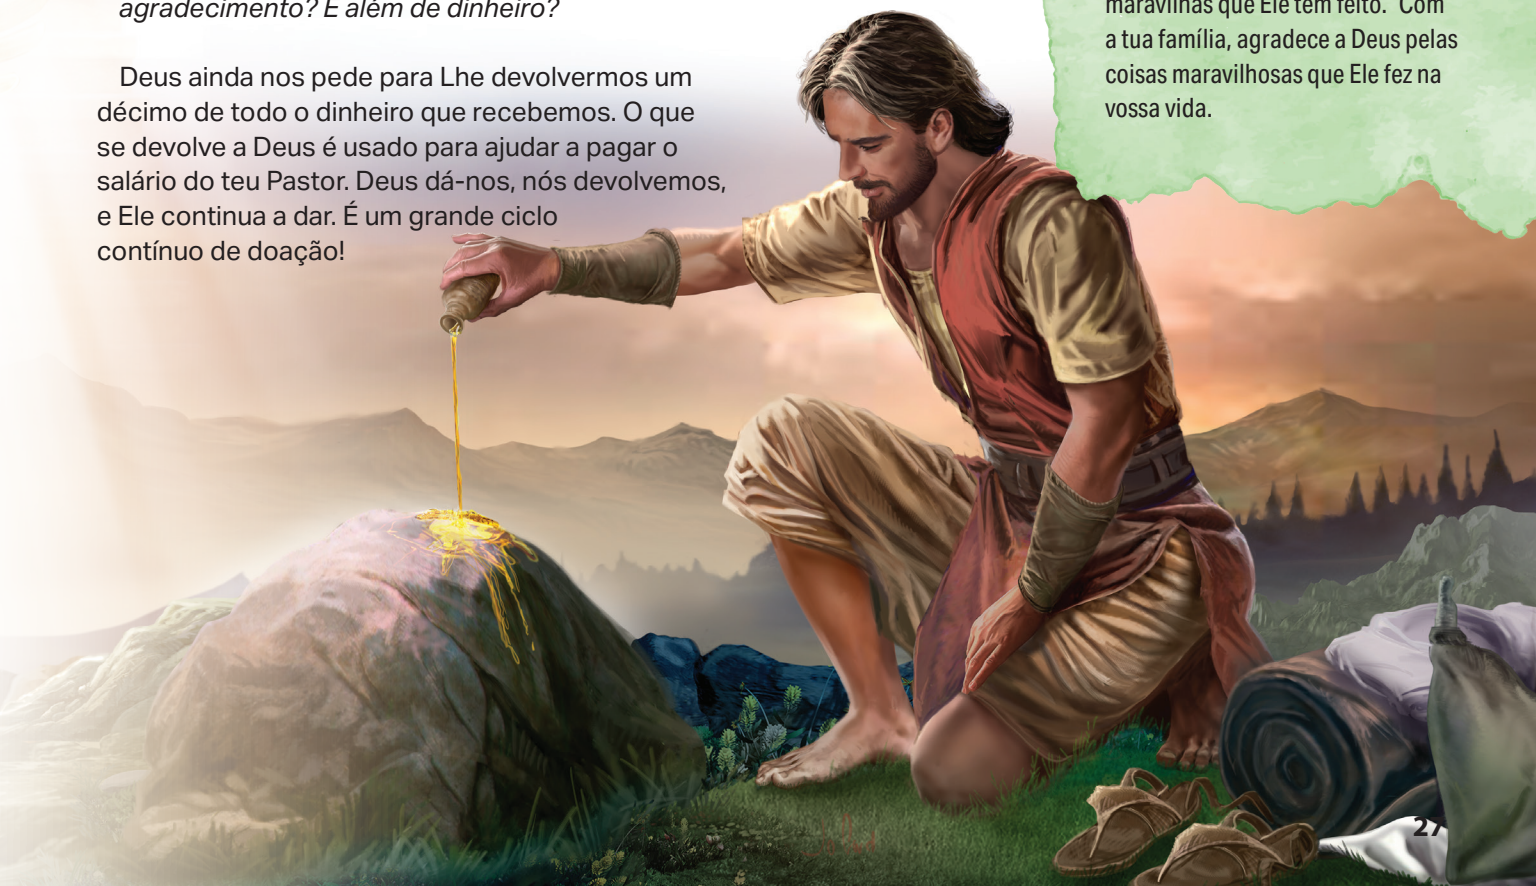 agradecimento? E além de dinheiro?
Deus ainda nos pede para Lhe devolvermos um
décimo de todo o dinheiro que recebemos. O que
se devolve a Deus é usado para ajudar a pagar o
salário do teu Pastor. Deus dá-nos, nós devolvemos,
e Ele continua a dar. É um grande ciclo
contínuo de doação!
maravilhas que Ele tem feito.” Com
a tua família, agradece a Deus pelas
coisas maravilhosas que Ele fez na
vossa vida.
27